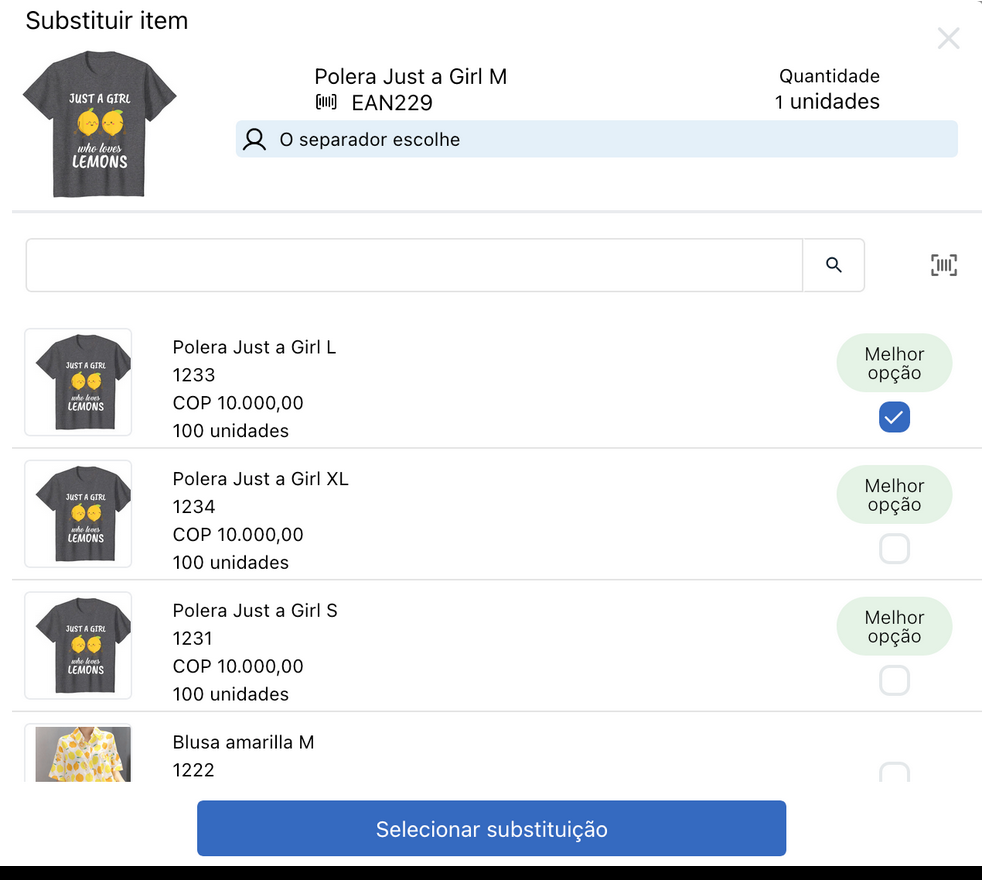 Substituir item
JUST A GIRL
who loves
LEMONS
Polera Just a Girl M
EAN229
Quantidade
1 unidades
O separador escolhe
JUST A GIRL
who loves
LEMONS
Polera Just a Girl L
1233
COP 10.000,00
100 unidades
Melhor
opção
JUST A GIRL
who loves
LEMONS
Polera Just a Girl XL
1234
COP 10.000,00
100 unidades
Melhor
opção
JUST A GIRL
who loves
LEMONS
Polera Just a Girl S
1231
COP 10.000,00
100 unidades
Melhor
opção
Blusa amarilla M
1222
Selecionar substituição